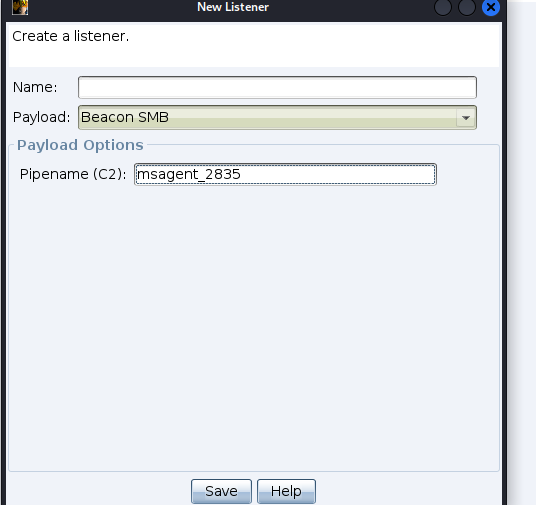 New Listener
Create a listener.
Name:
Payload: Beacon SMB
Payload Options
Pipename (C2): msagent_2835
Save Help